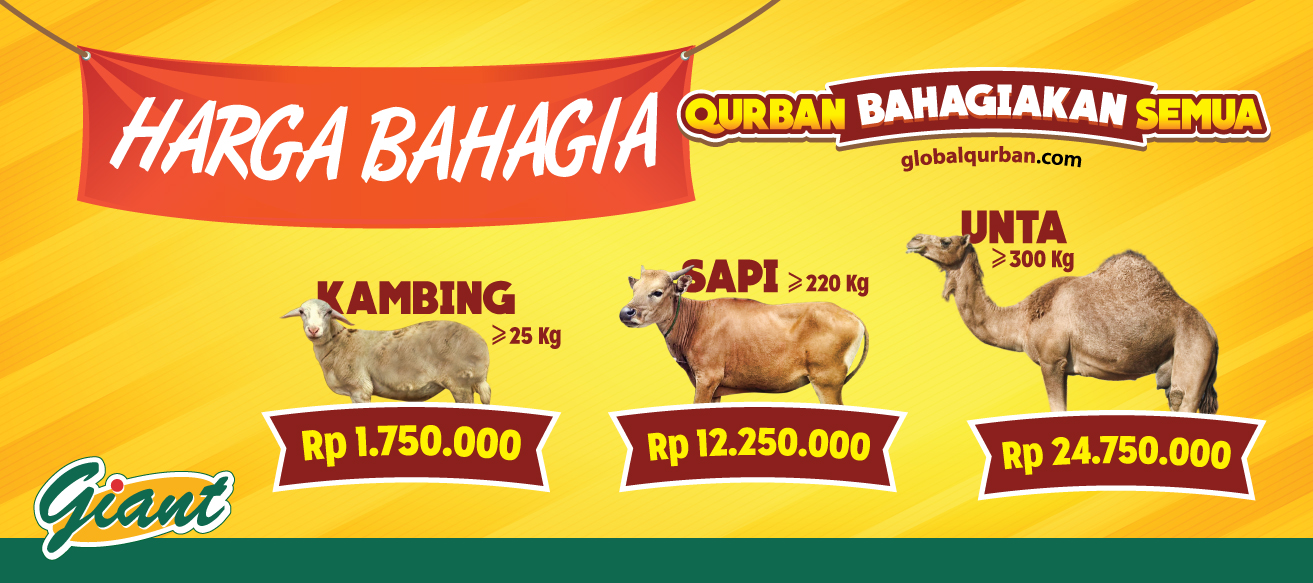 HARGA BAHAGIA
QURBAN BAHAGIAKAN SEMUA
globalqurban.com
KAMBING
⩾25 Kg
Rp 1.750.000
SAPI ⩾220 Kg
Rp 12.250.000
UNTA
⩾300 Kg
Rp 24.750.000
Giant